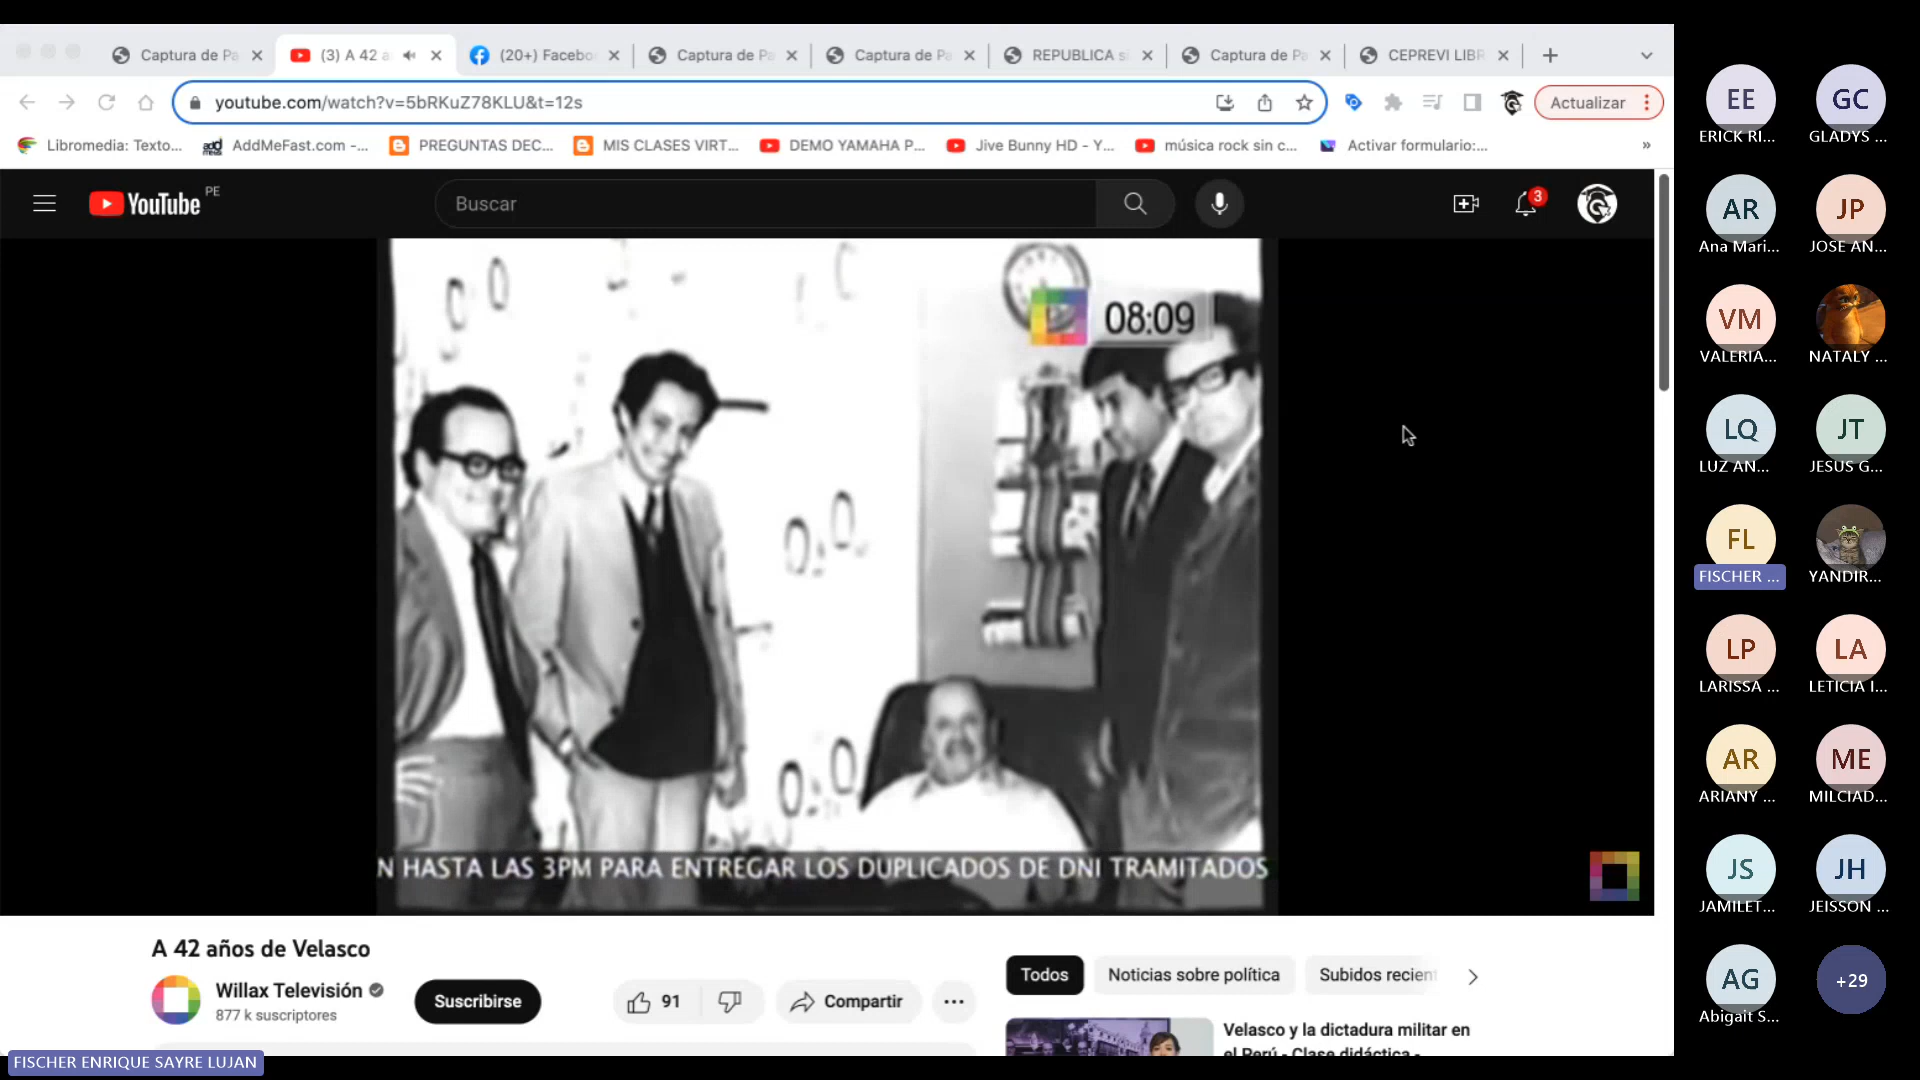 Captura de Pa
(3) A 42 a
(20+) Facebo
Captura de Pa
Captura de Pa
REPUBLICA s
Captura de Pa
CEPREVI LIBR
youtube.com/watch?v=5bRKuZ78KLU&t=12s
Actualizar
Libromedia: Texto...
AddMeFast.com -...
PREGUNTAS DEC...
MIS CLASES VIRT...
DEMO YAMAHA P...
Jive Bunny HD - Y...
música rock sin c...
Activar formulario:...
»
YouTube PE
Buscar
3
08:09
N HASTA LAS 3PM PARA ENTREGAR LOS DUPLICADOS DE DNI TRAMITADOS
A 42 años de Velasco
Willax Televisión
877 k suscriptores
Suscribirse
91
Compartir
Todos
Noticias sobre política
Subidos recient
Velasco y la dictadura militar en
el Perú - Clase didáctica -
FISCHER ENRIQUE SAYRE LUJAN
EE
ERICK RI...
GC
GLADYS ...
AR
Ana Mari...
JP
JOSE AN...
VM
VALERIA...
NATALY ...
LQ
LUZ AN...
JT
JESUS G...
FL
FISCHER ...
YANDIR...
LP
LARISSA ...
LA
LETICIA I...
AR
ARIANY ...
ME
MILCIAD...
JS
JAMILET...
JH
JEISSON ...
AG
Abigait S...
+29